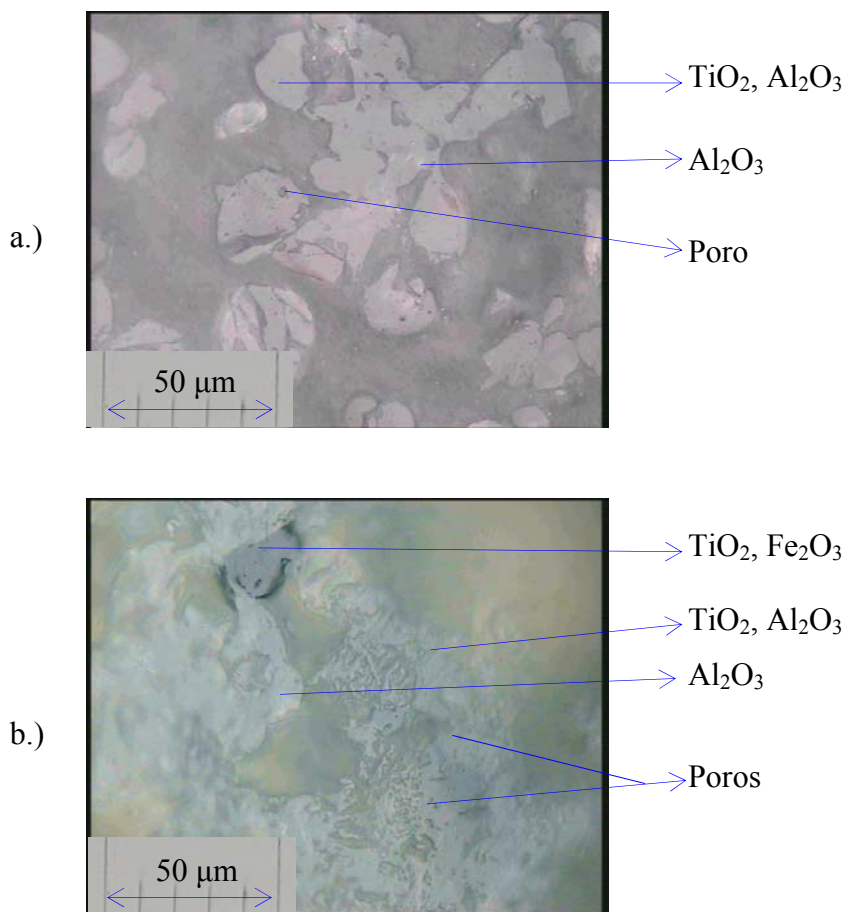 a.)
TiO₂, Al₂O₃
Al₂O₃
Poro
50 μm
b.)
TiO₂, Fe₂O₃
TiO₂, Al₂O₃
Al₂O₃
Poros
50 μm